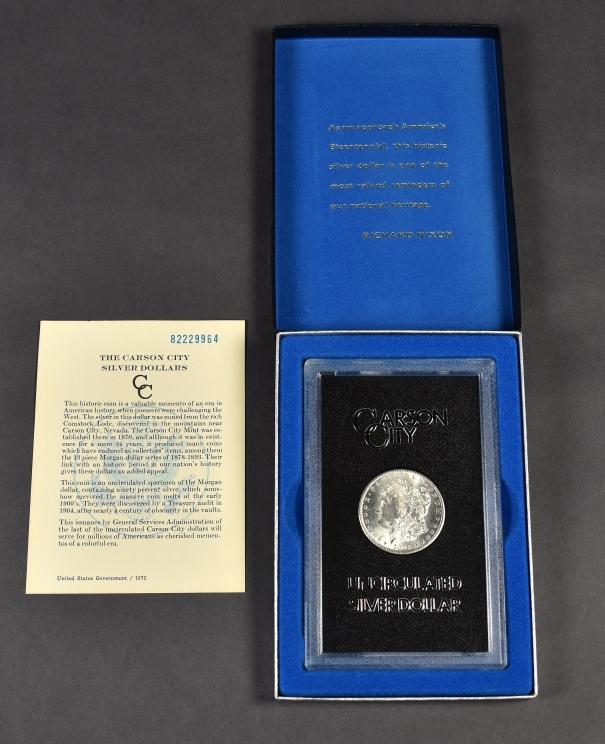 As we approach America's
Bicentennial, this historic
silver dollar is one of the
most valued reminders of
our national heritage.
RICHARD NIXON
82229964
THE CARSON CITY
SILVER DOLLARS
CC
This historic coin is a valuable memento of an era in
American history when pioneers were challenging the
West. The silver in this dollar was mined from the rich
Comstock Lode, discovered in the mountains near
Carson City, Nevada. The Carson City Mint was es-
tablished there in 1870, and although it was in exist-
ence for a mere 24 years, it produced many coins
which have endured as collectors' items, among them
the 13 piece Morgan dollar series of 1878-1893. Their
link with an historic period in our nation's history
gives these dollars an added appeal.
This coin is an uncirculated specimen of the Morgan
dollar, containing ninety percent silver, which some-
how survived the massive coin melts of the early
1900's. They were discovered by a Treasury audit in
1964, after nearly a century of obscurity in the vaults.
This issuance by General Services Administration of
the last of the uncirculated Carson City dollars will
serve for millions of Americans as cherished memen-
tos of a colorful era.
United States Government / 1972
CARSON
CITY
UNCIRCULATED
SILVER DOLLAR